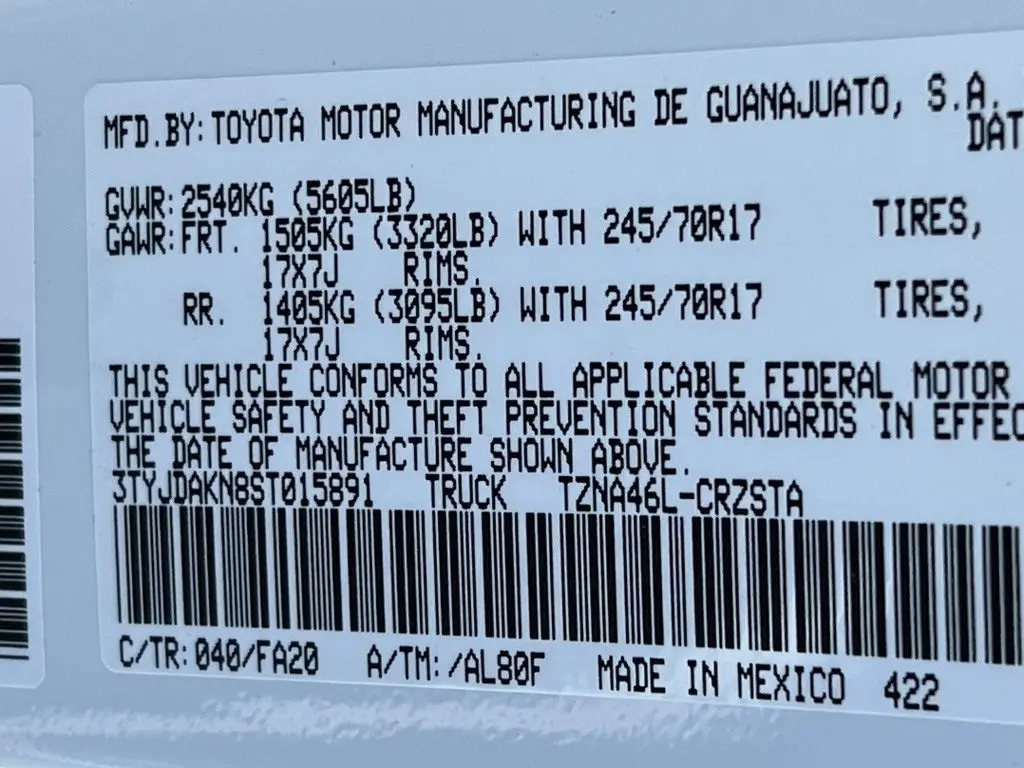 MFD.BY:TOYOTA MOTOR MANUFACTURING DE GUANAJUATO, S.A.
DAT
GVWR:2540KG (5605LB)
GAWR:FRT. 1505KG (3320LB) WITH 245/70R17 TIRES,
17X7J RIMS.
RR. 1405KG (3095LB) WITH 245/70R17 TIRES,
17X7J RIMS.
THIS VEHICLE CONFORMS TO ALL APPLICABLE FEDERAL MOTOR
VEHICLE SAFETY AND THEFT PREVENTION STANDARDS IN EFFEC
THE DATE OF MANUFACTURE SHOWN ABOVE.
3TYJDAKN8ST015891 TRUCK TZNA46L-CRZSTA
C/TR:040/FA20 A/TM:/AL80F MADE IN MEXICO 422